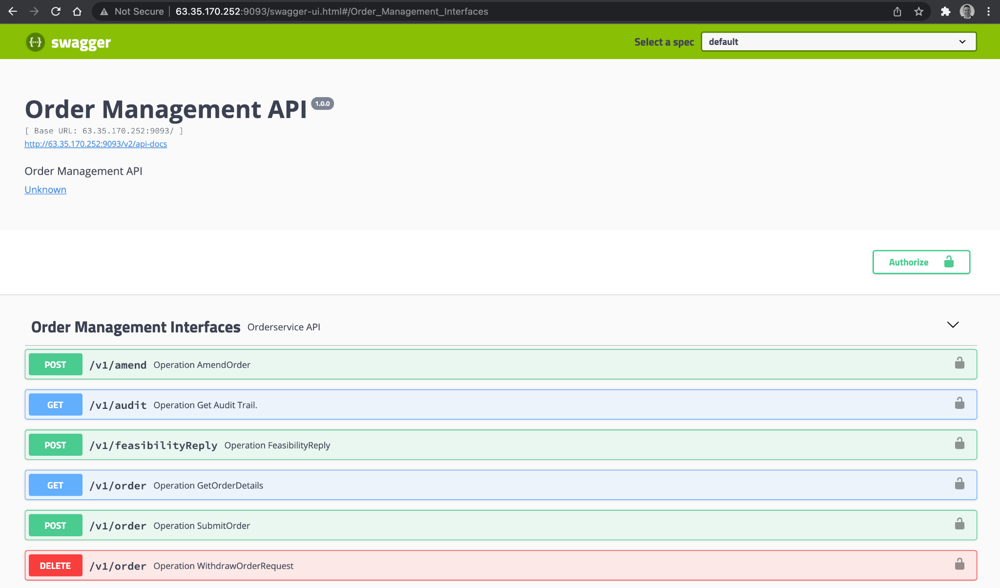 Not Secure | 63.35.170.252:9093/swagger-ui.html#/Order_Management_Interfaces
{···} swagger
Select a spec
default
Order Management API 1.0.0
[ Base URL: 63.35.170.252:9093/ ]
http://63.35.170.252:9093/v2/api-docs
Order Management API
Unknown
Authorize
Order Management Interfaces Orderservice API
POST /v1/amend Operation AmendOrder
GET /v1/audit Operation Get Audit Trail.
POST /v1/feasibilityReply Operation FeasibilityReply
GET /v1/order Operation GetOrderDetails
POST /v1/order Operation SubmitOrder
DELETE /v1/order Operation WithdrawOrderRequest